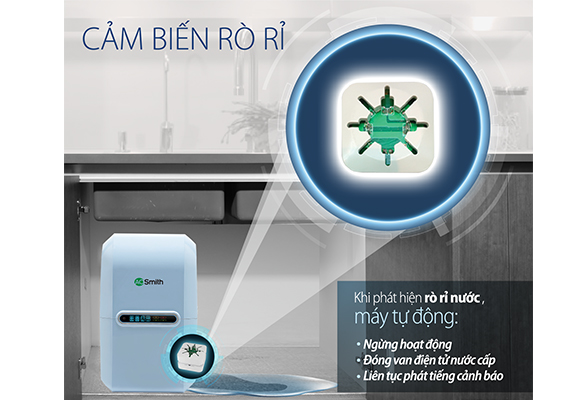 CẢM BIẾN RÒ RỈ
AO Smith
Khi phát hiện rò rỉ nước,
máy tự động:
• Ngừng hoạt động
• Đóng van điện tử nước cấp
• Liên tục phát tiếng cảnh báo